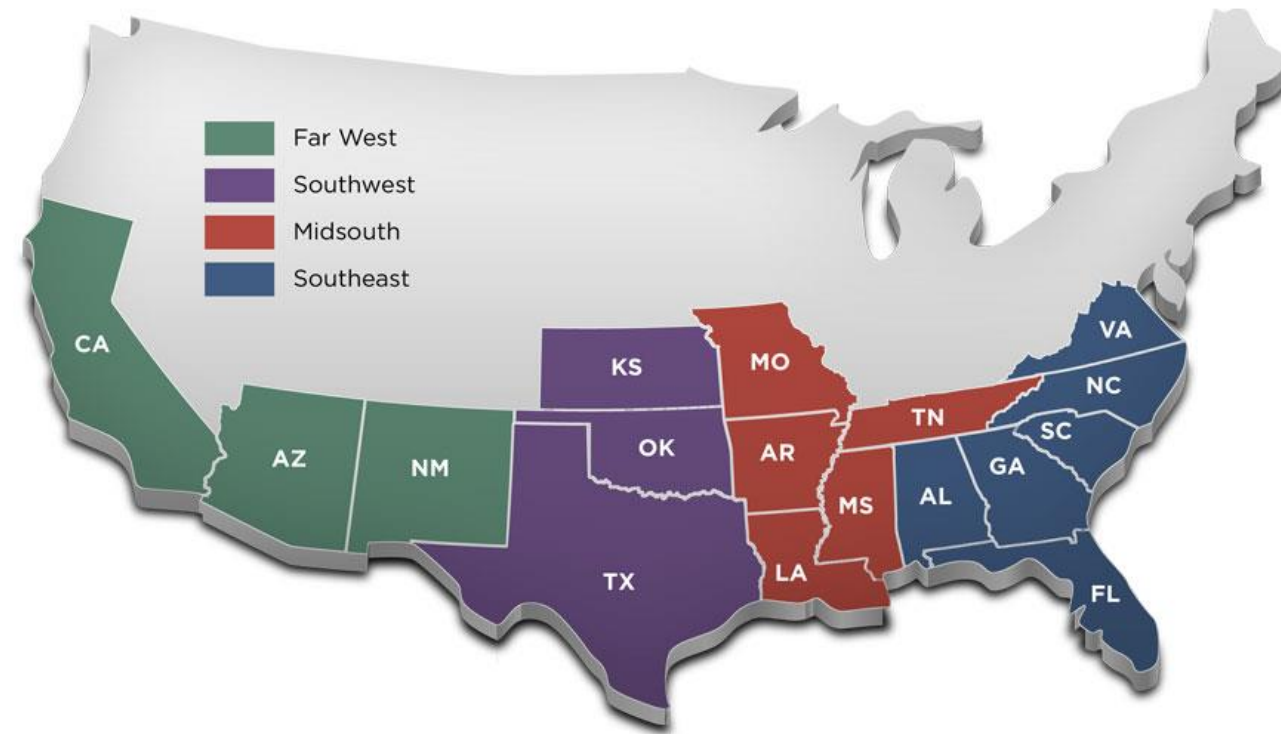 Far West
Southwest
Midsouth
Southeast
CA
AZ
NM
KS
OK
TX
MO
AR
LA
MS
TN
AL
GA
FL
SC
NC
VA